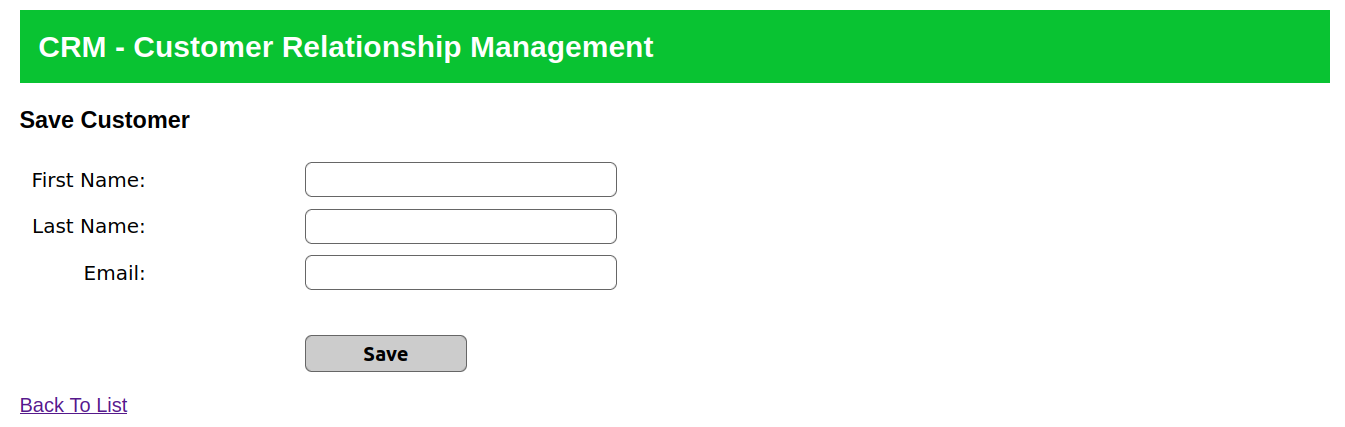 CRM - Customer Relationship Management
Save Customer
First Name:
Last Name:
Email:
Save
Back To List